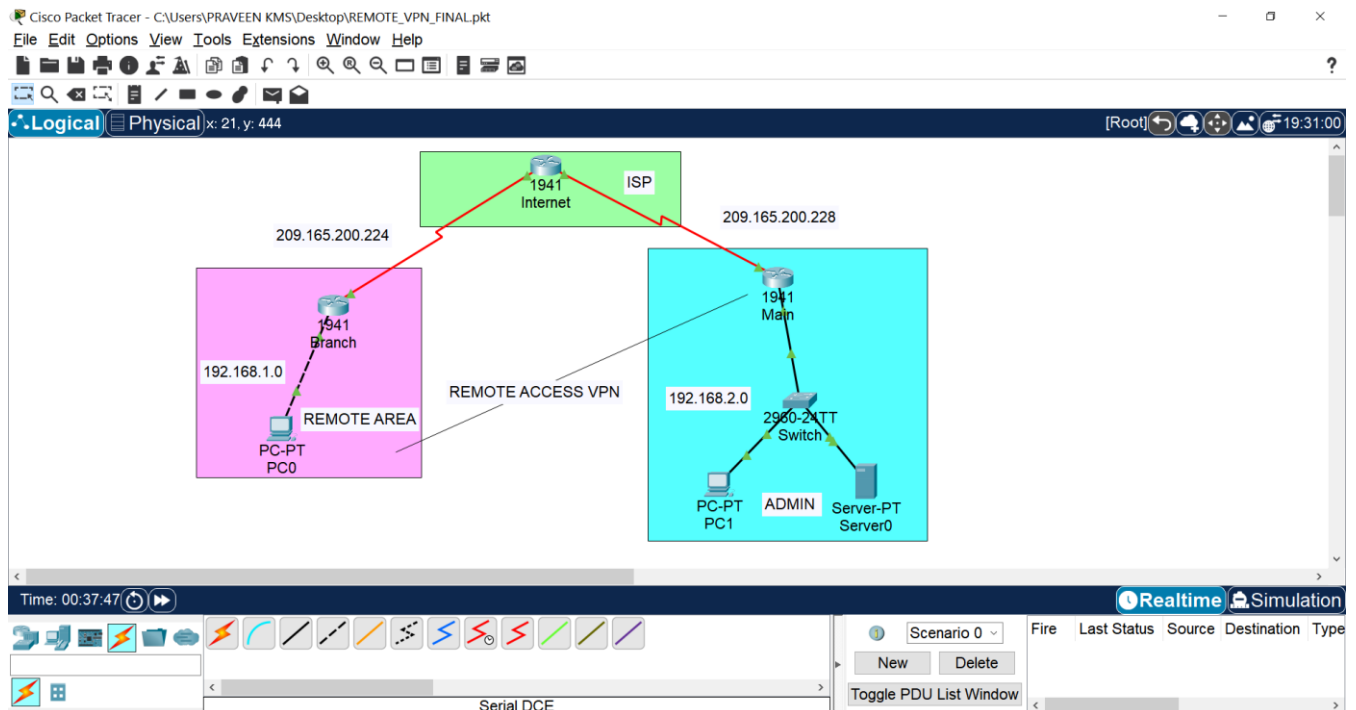 Cisco Packet Tracer - C:\Users\PRAVEEN KMS\Desktop\REMOTE_VPN_FINAL.pkt
File Edit Options View Tools Extensions Window Help
?
Logical Physical x: 21, y: 444 [Root] 19:31:00
1941
Internet
ISP
209.165.200.224
209.165.200.228
1941
Branch
1941
Main
192.168.1.0
REMOTE AREA
PC-PT
PC0
REMOTE ACCESS VPN
192.168.2.0
2960-24TT
Switch
PC-PT
PC1
ADMIN
Server-PT
Server0
Time: 00:37:47 Realtime Simulation
Scenario 0
New Delete
Toggle PDU List Window
Fire Last Status Source Destination Type
Serial DCE